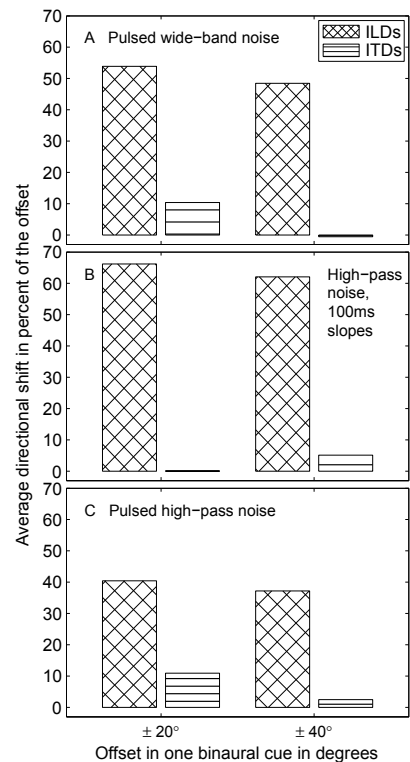 70
60
50
40
30
20
10
0
A Pulsed wide−band noise
ILDs
ITDs
70
60
50
40
30
20
10
0
B
High−pass
noise,
100ms
slopes
70
60
50
40
30
20
10
0
C Pulsed high−pass noise
Average directional shift in percent of the offset
± 20° ± 40°
Offset in one binaural cue in degrees